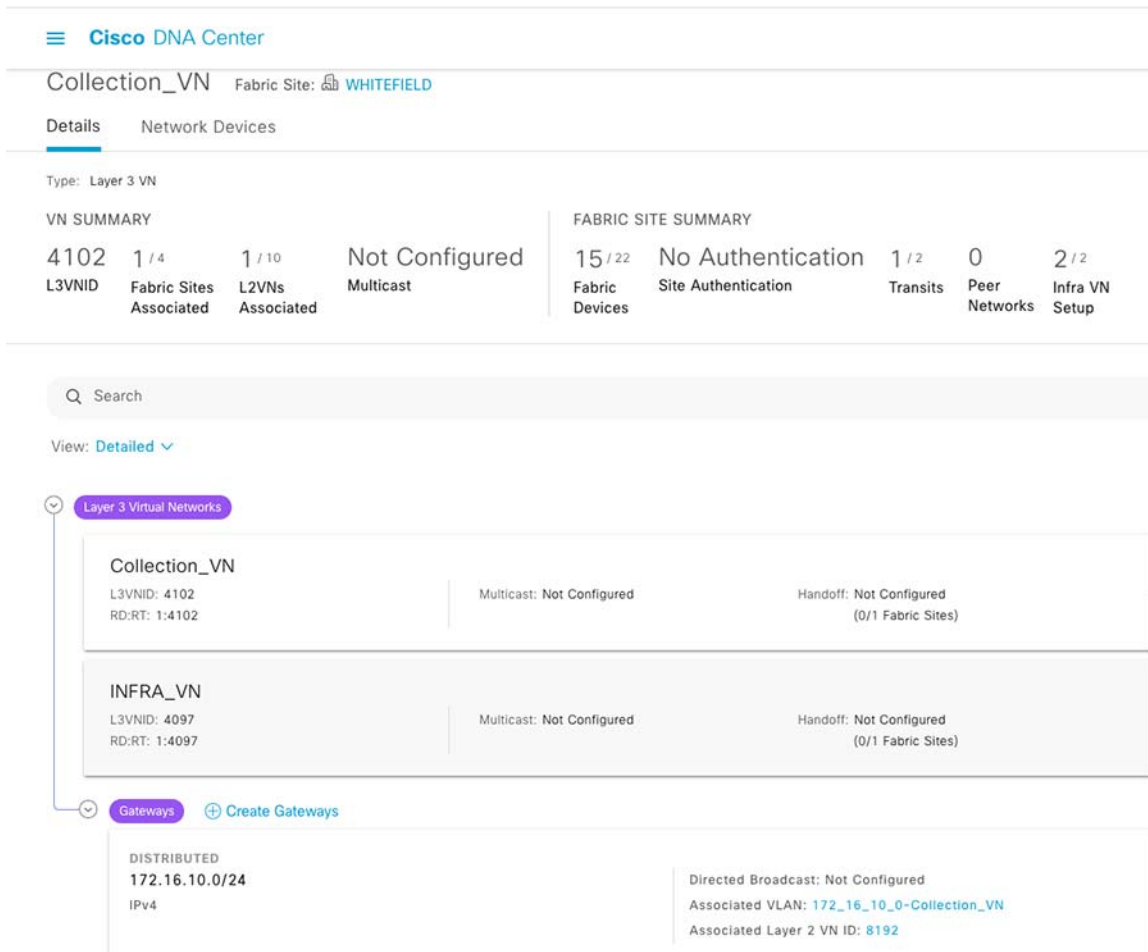 Cisco DNA Center
Collection_VN Fabric Site: WHITEFIELD
Details Network Devices
Type: Layer 3 VN
VN SUMMARY
4102 1 / 4 1 / 10 Not Configured
L3VNID Fabric Sites L2VNs Multicast
Associated Associated
FABRIC SITE SUMMARY
15 / 22 No Authentication 1 / 2 0 2 / 2
Fabric Site Authentication Transits Peer Infra VN
Devices Networks Setup
Search
View: Detailed
Layer 3 Virtual Networks
Collection_VN
L3VNID: 4102 Multicast: Not Configured Handoff: Not Configured
RD:RT: 1:4102 (0/1 Fabric Sites)
INFRA_VN
L3VNID: 4097 Multicast: Not Configured Handoff: Not Configured
RD:RT: 1:4097 (0/1 Fabric Sites)
Gateways Create Gateways
DISTRIBUTED
172.16.10.0/24
IPv4
Directed Broadcast: Not Configured
Associated VLAN: 172_16_10_0-Collection_VN
Associated Layer 2 VN ID: 8192